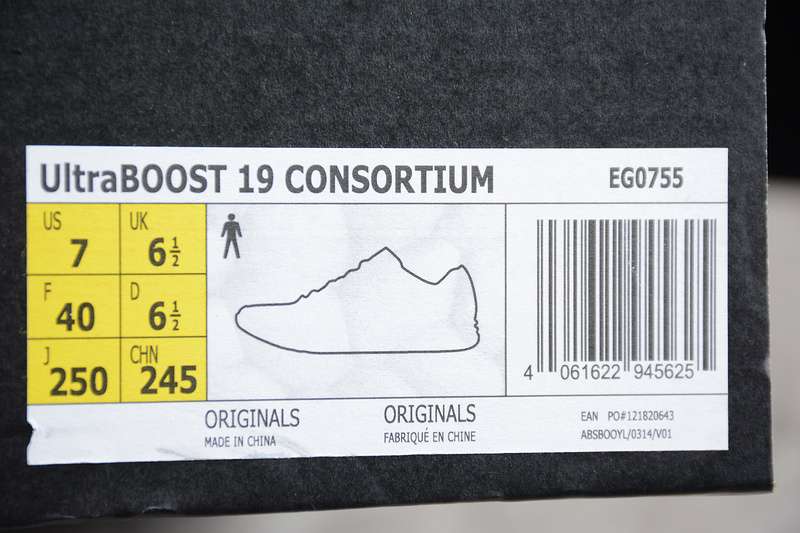 UltraBOOST 19 CONSORTIUM EG0755
US 7 UK 6½
F 40 D 6½
J 250 CHN 245
4 061622 945625
ORIGINALS ORIGINALS
MADE IN CHINA FABRIQUÉ EN CHINE
EAN PO#121820643
ABSBOOYL/0314/V01